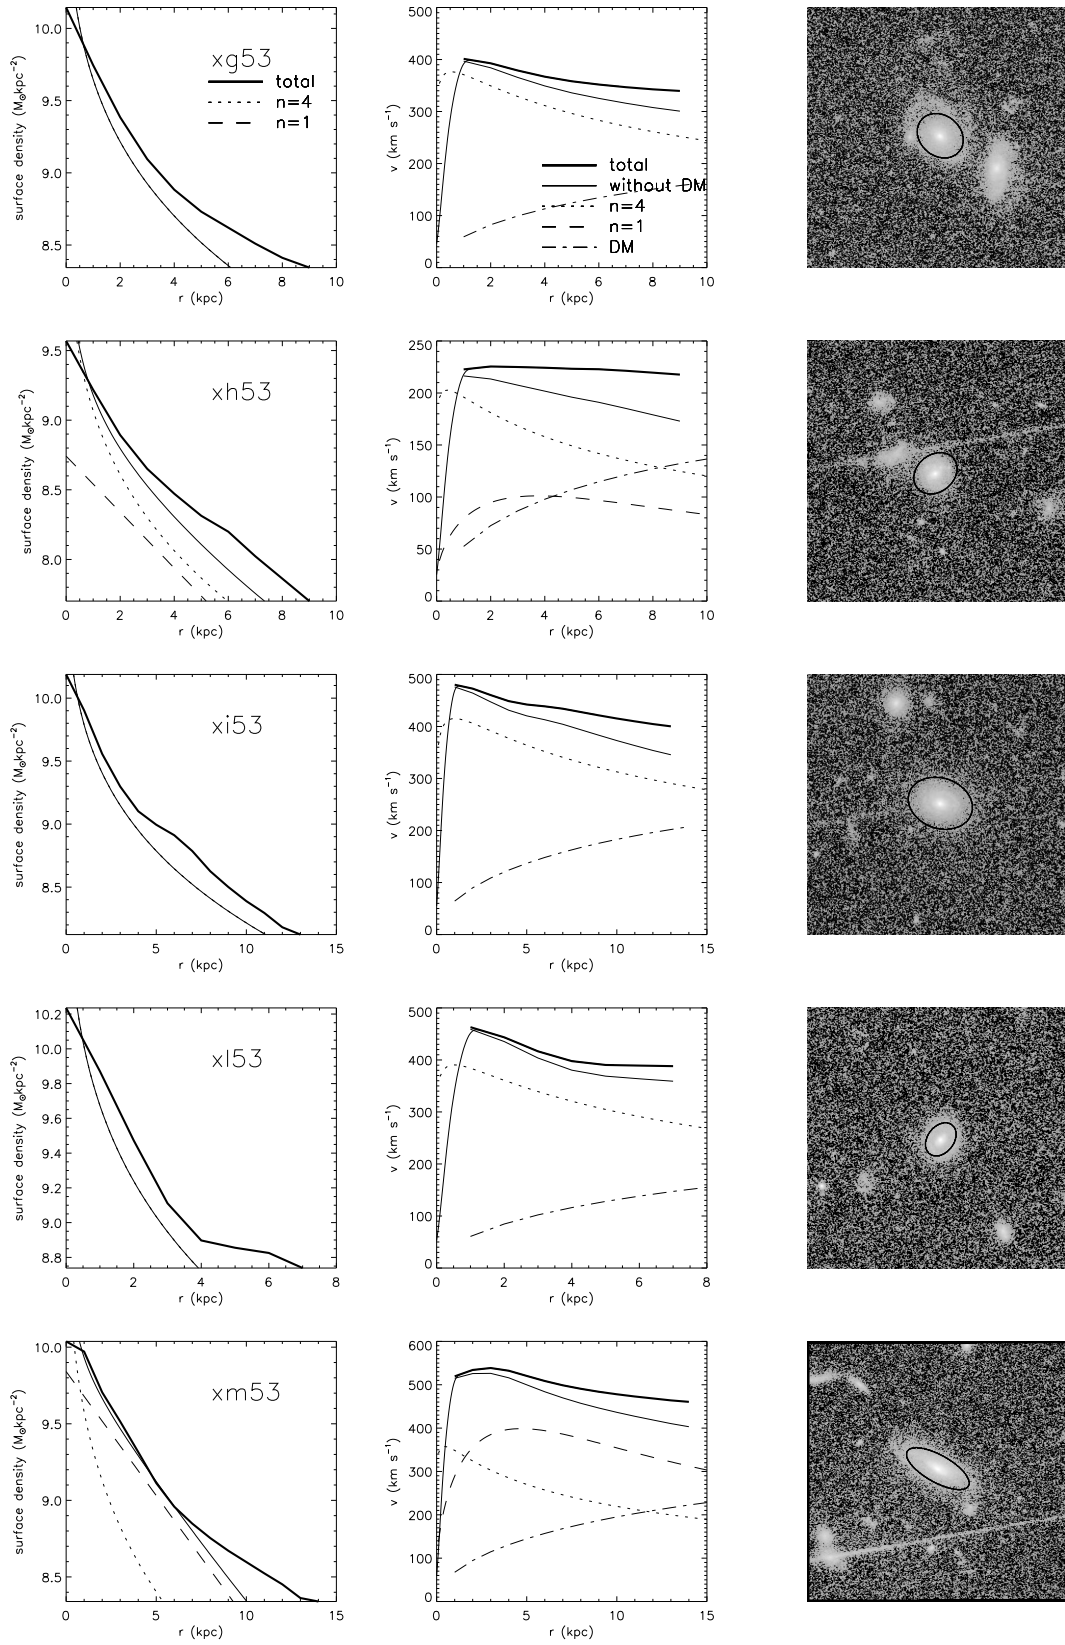 10.0
9.5
9.0
8.5
0 2 4 6 8 10
r (kpc)
surface density (M⊙kpc⁻²)
xg53
total
n=4
n=1
500
400
300
200
100
0
0 2 4 6 8 10
r (kpc)
v (km s⁻¹)
total
without DM
n=4
n=1
DM
9.5
9.0
8.5
8.0
0 2 4 6 8 10
r (kpc)
surface density (M⊙kpc⁻²)
xh53
250
200
150
100
50
0
0 2 4 6 8 10
r (kpc)
v (km s⁻¹)
10.0
9.5
9.0
8.5
0 5 10 15
r (kpc)
surface density (M⊙kpc⁻²)
xi53
500
400
300
200
100
0
0 5 10 15
r (kpc)
v (km s⁻¹)
10.2
10.0
9.8
9.6
9.4
9.2
9.0
8.8
0 2 4 6 8
r (kpc)
surface density (M⊙kpc⁻²)
xl53
500
400
300
200
100
0
0 2 4 6 8
r (kpc)
v (km s⁻¹)
10.0
9.5
9.0
8.5
0 5 10 15
r (kpc)
surface density (M⊙kpc⁻²)
xm53
600
500
400
300
200
100
0
0 5 10 15
r (kpc)
v (km s⁻¹)